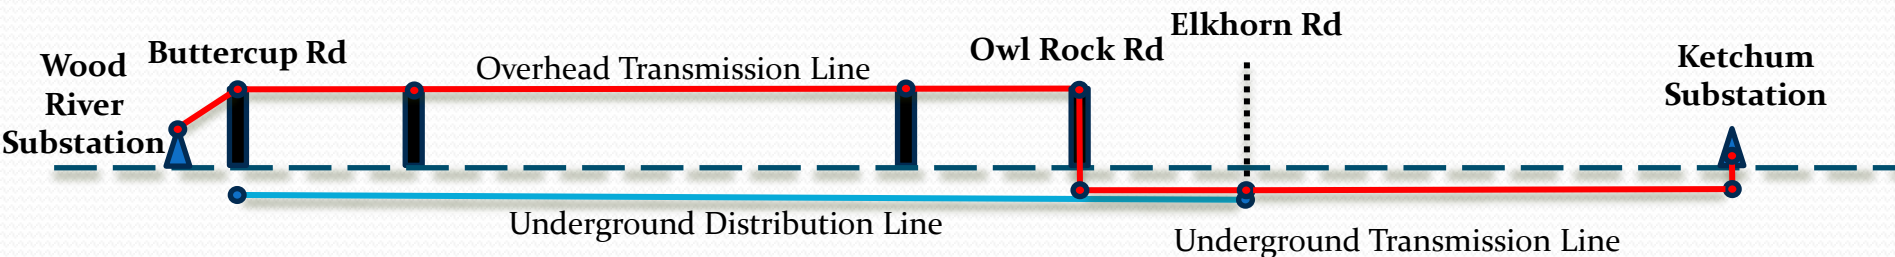 Wood
River
Substation
Buttercup Rd
Overhead Transmission Line
Owl Rock Rd
Elkhorn Rd
Ketchum
Substation
Underground Distribution Line
Underground Transmission Line